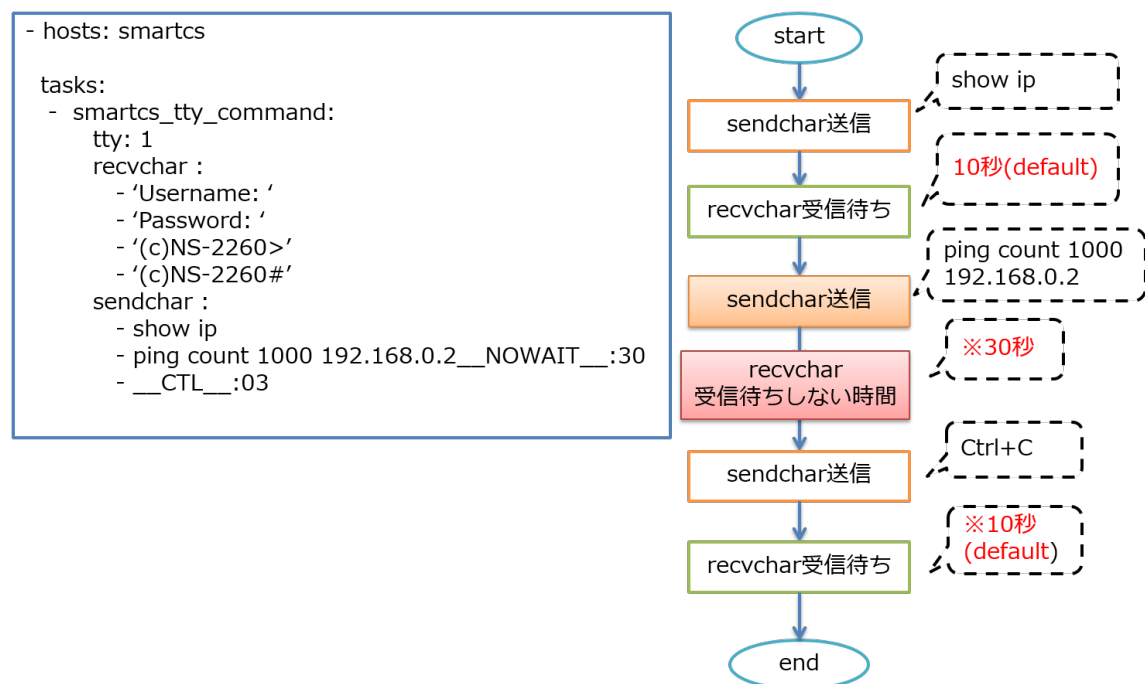 - hosts: smartcs
tasks:
- smartcs_tty_command:
tty: 1
recvchar :
- ‘Username: ‘
- ‘Password: ‘
- ‘(c)NS-2260>’
- ‘(c)NS-2260#’
sendchar :
- show ip
- ping count 1000 192.168.0.2__NOWAIT__:30
- __CTL__:03
start
sendchar送信
show ip
recvchar受信待ち
10秒(default)
sendchar送信
ping count 1000
192.168.0.2
recvchar
受信待ちしない時間
※30秒
sendchar送信
Ctrl+C
recvchar受信待ち
※10秒
(default)
end